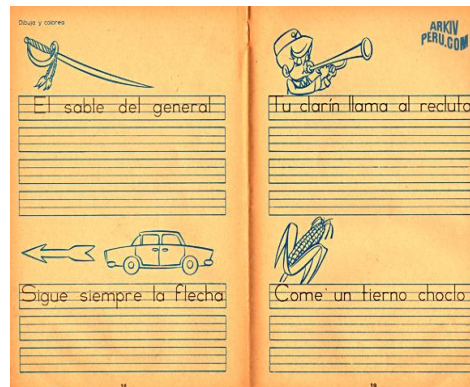 Dibuja y colorea
El sable del general
Sigue siempre la flecha
ARKIV
PERU.COM
Tu clarín llama al recluta
Come un tierno choclo